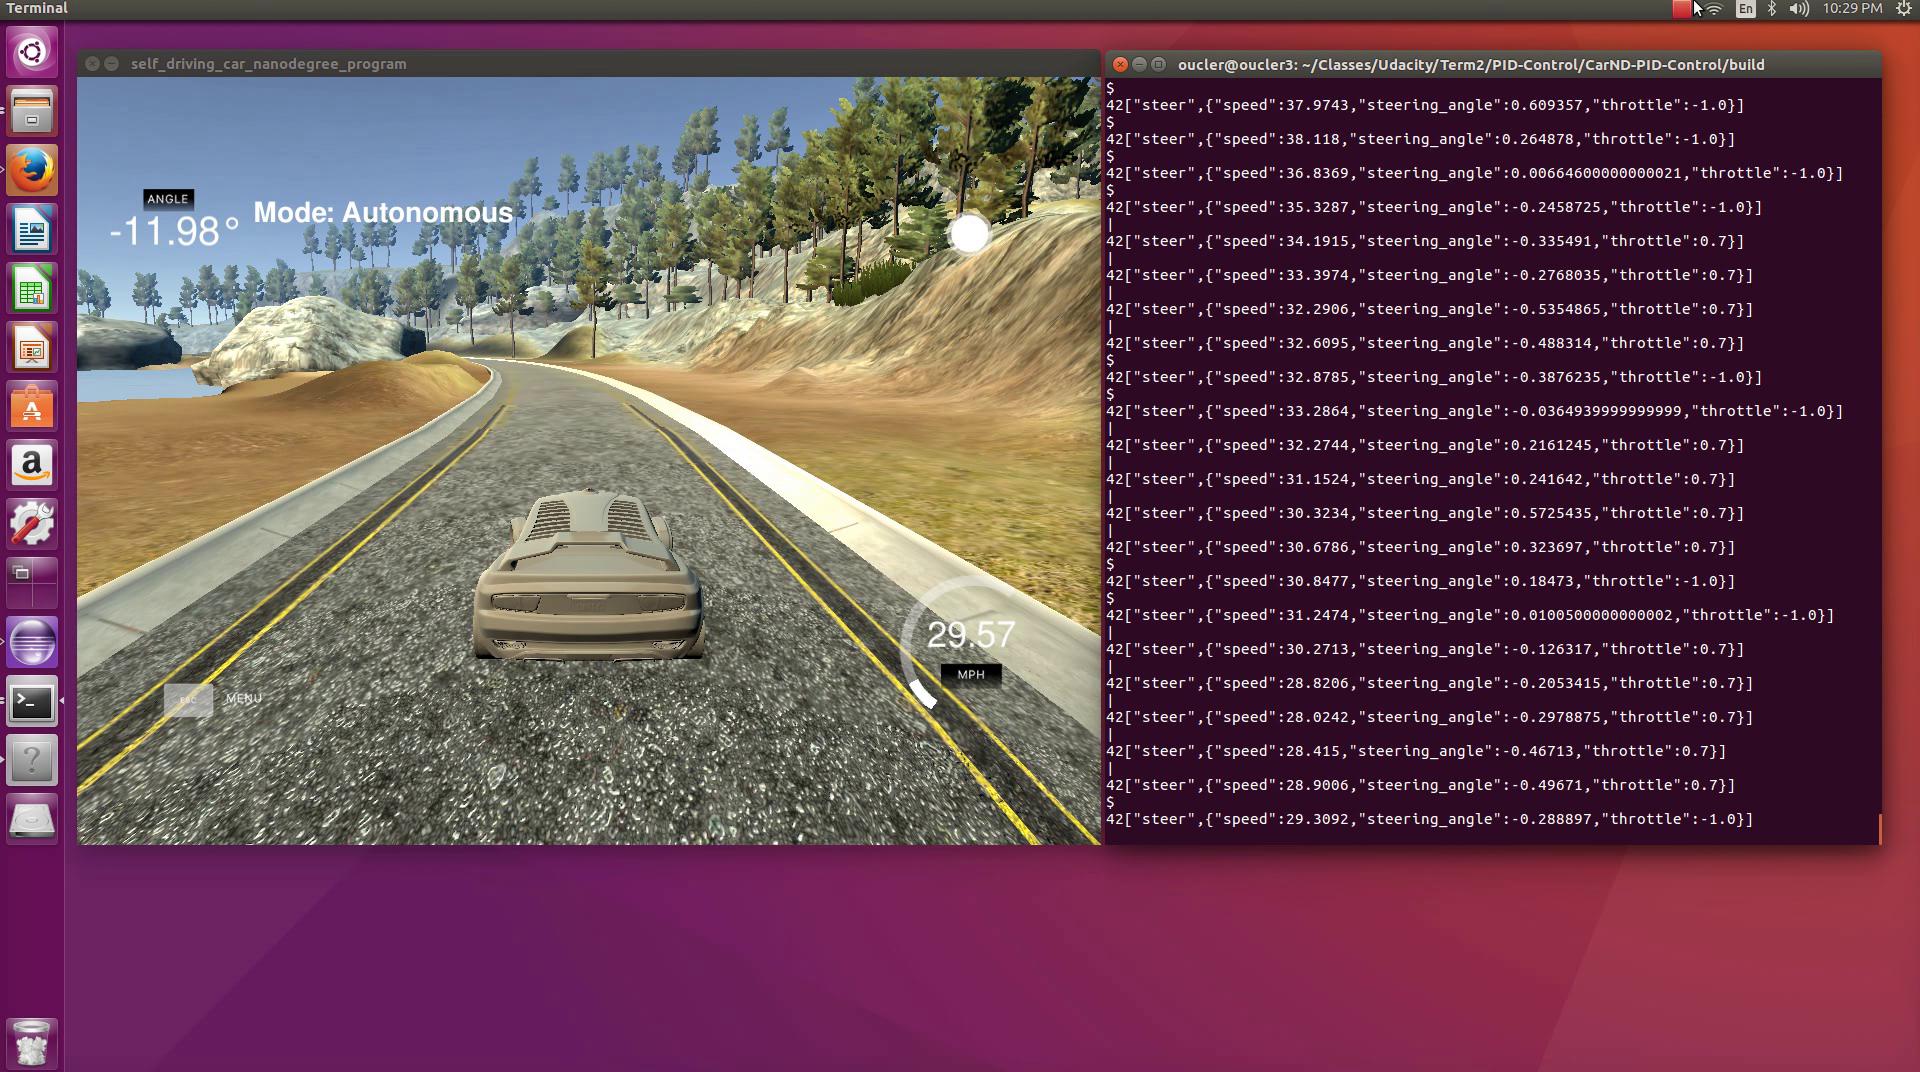 Terminal
En
10:29 PM
self_driving_car_nanodegree_program
ANGLE
-11.98°
Mode: Autonomous
29.57
MPH
ESC
MENU
a
?
oucler@oucler3: ~/Classes/Udacity/Term2/PID-Control/CarND-PID-Control/build
$
42["steer",{"speed":37.9743,"steering_angle":0.609357,"throttle":-1.0}]
$
42["steer",{"speed":38.118,"steering_angle":0.264878,"throttle":-1.0}]
$
42["steer",{"speed":36.8369,"steering_angle":0.00664600000000021,"throttle":-1.0}]
$
42["steer",{"speed":35.3287,"steering_angle":-0.2458725,"throttle":-1.0}]
|
42["steer",{"speed":34.1915,"steering_angle":-0.335491,"throttle":0.7}]
|
42["steer",{"speed":33.3974,"steering_angle":-0.2768035,"throttle":0.7}]
|
42["steer",{"speed":32.2906,"steering_angle":-0.5354865,"throttle":0.7}]
|
42["steer",{"speed":32.6095,"steering_angle":-0.488314,"throttle":0.7}]
$
42["steer",{"speed":32.8785,"steering_angle":-0.3876235,"throttle":-1.0}]
$
42["steer",{"speed":33.2864,"steering_angle":-0.0364939999999999,"throttle":-1.0}]
|
42["steer",{"speed":32.2744,"steering_angle":0.2161245,"throttle":0.7}]
|
42["steer",{"speed":31.1524,"steering_angle":0.241642,"throttle":0.7}]
|
42["steer",{"speed":30.3234,"steering_angle":0.5725435,"throttle":0.7}]
|
42["steer",{"speed":30.6786,"steering_angle":0.323697,"throttle":0.7}]
$
42["steer",{"speed":30.8477,"steering_angle":0.18473,"throttle":-1.0}]
$
42["steer",{"speed":31.2474,"steering_angle":0.0100500000000002,"throttle":-1.0}]
|
42["steer",{"speed":30.2713,"steering_angle":-0.126317,"throttle":0.7}]
|
42["steer",{"speed":28.8206,"steering_angle":-0.2053415,"throttle":0.7}]
|
42["steer",{"speed":28.0242,"steering_angle":-0.2978875,"throttle":0.7}]
|
42["steer",{"speed":28.415,"steering_angle":-0.46713,"throttle":0.7}]
|
42["steer",{"speed":28.9006,"steering_angle":-0.49671,"throttle":0.7}]
$
42["steer",{"speed":29.3092,"steering_angle":-0.288897,"throttle":-1.0}]